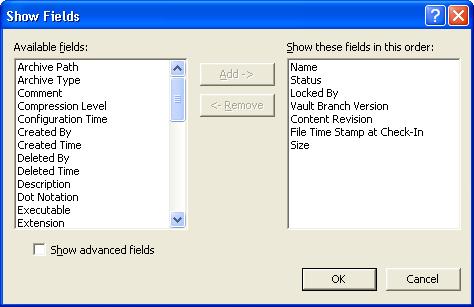 Show Fields
Available fields:
Archive Path
Archive Type
Comment
Compression Level
Configuration Time
Created By
Created Time
Deleted By
Deleted Time
Description
Dot Notation
Executable
Extension
Add ->
<- Remove
Show these fields in this order:
Name
Status
Locked By
Vault Branch Version
Content Revision
File Time Stamp at Check-In
Size
Show advanced fields
OK
Cancel